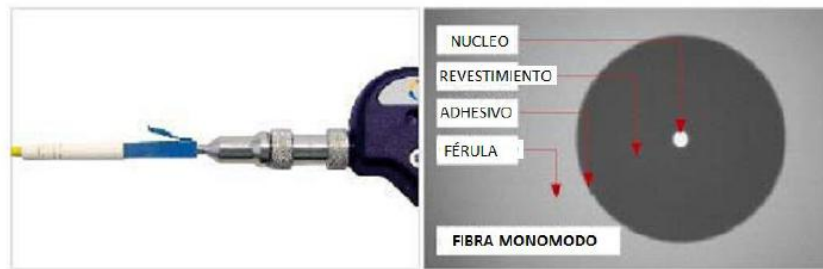 NUCLEO
REVESTIMIENTO
ADHESIVO
FÉRULA
FIBRA MONOMODO